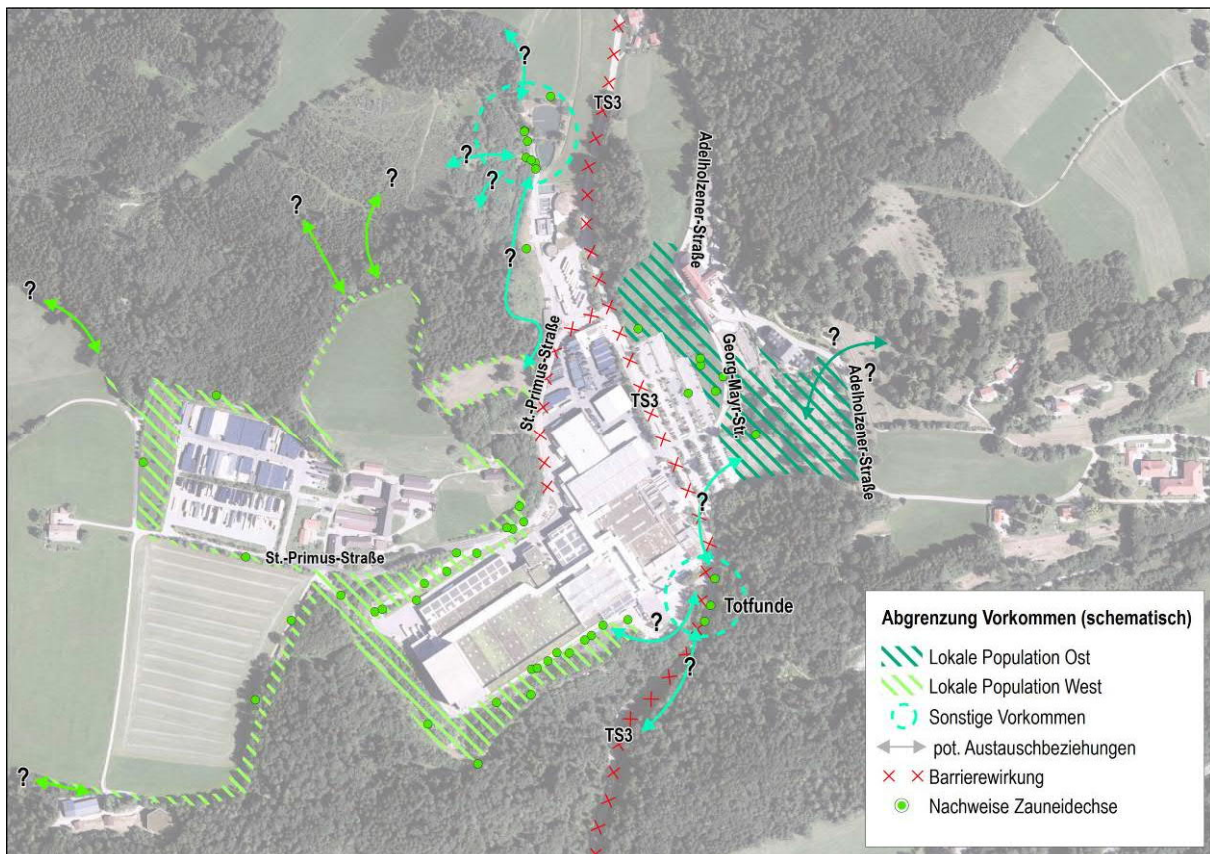 ?
TS3
?
Adelholzener-Straße
?
?
?
?
?
St.-Primus-Straße
Georg-Mayr-Str.
?
?
TS3
Adelholzener-Straße
?
St.-Primus-Straße
Totfunde
?
?
TS3
?
Abgrenzung Vorkommen (schematisch)
Lokale Population Ost
Lokale Population West
Sonstige Vorkommen
pot. Austauschbeziehungen
Barrierewirkung
Nachweise Zauneidechse